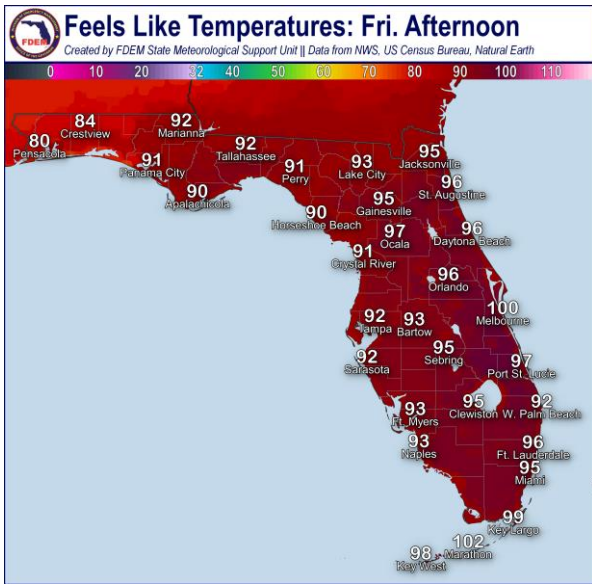 Feels Like Temperatures: Fri. Afternoon
FDEM
Created by FDEM State Meteorological Support Unit || Data from NWS, US Census Bureau, Natural Earth
0 10 20 32 40 50 60 70 80 90 100 110
80
Pensacola
84
Crestview
92
Marianna
91
Panama City
92
Tallahassee
90
Apalachicola
91
Perry
93
Lake City
95
Jacksonville
96
St. Augustine
90
Horseshoe Beach
95
Gainesville
97
Ocala
96
Daytona Beach
91
Crystal River
96
Orlando
100
Melbourne
92
Tampa
93
Bartow
92
Sarasota
95
Sebring
97
Port St. Lucie
93
Ft. Myers
95
Clewiston
92
W. Palm Beach
93
Naples
96
Ft. Lauderdale
95
Miami
99
Key Largo
102
Marathon
98
Key West